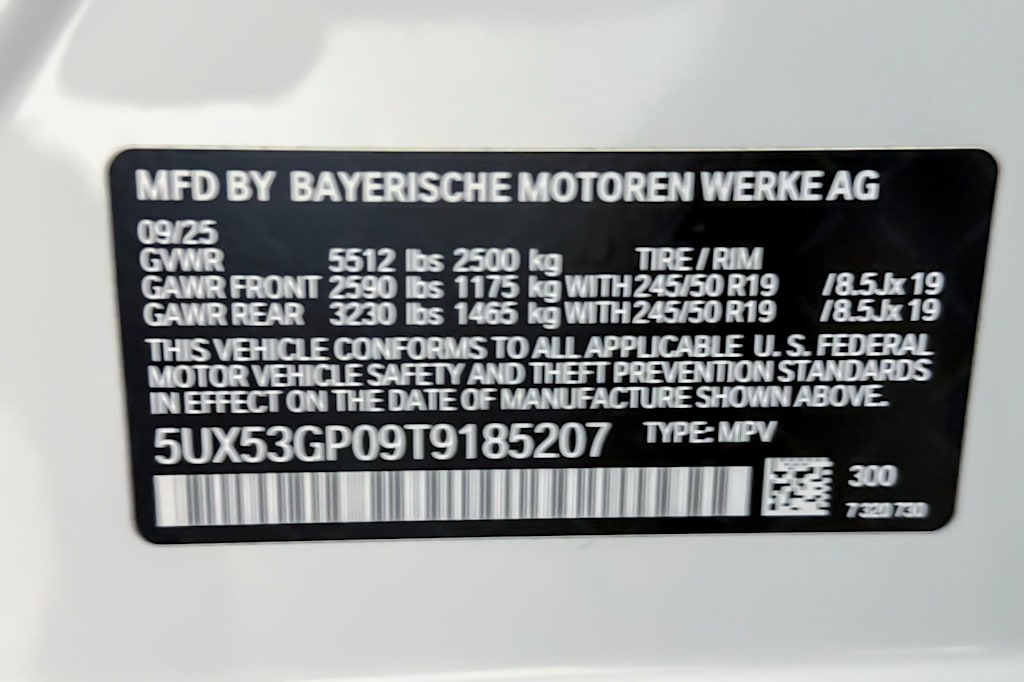 MFD BY BAYERISCHE MOTOREN WERKE AG
09/25
GVWR 5512 lbs 2500 kg TIRE / RIM
GAWR FRONT 2590 lbs 1175 kg WITH 245/50 R19 /8.5Jx19
GAWR REAR 3230 lbs 1465 kg WITH 245/50 R19 /8.5Jx19
THIS VEHICLE CONFORMS TO ALL APPLICABLE U. S. FEDERAL
MOTOR VEHICLE SAFETY AND THEFT PREVENTION STANDARDS
IN EFFECT ON THE DATE OF MANUFACTURE SHOWN ABOVE.
5UX53GP09T9185207 TYPE: MPV
300
7320730